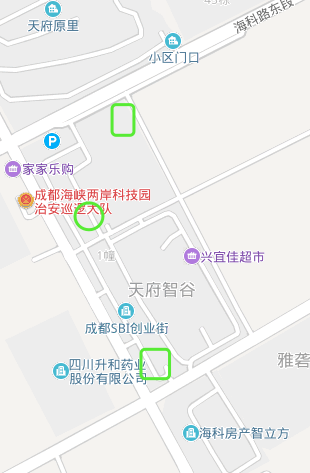 45栋
天府原里
海科路东段
小区门口
P
家家乐购
成都海峡两岸科技园
治安巡逻大队
1幢
兴宜佳超市
天府智谷
成都SBI创业街
四川升和药业
股份有限公司
雅砻
海科房产智立方